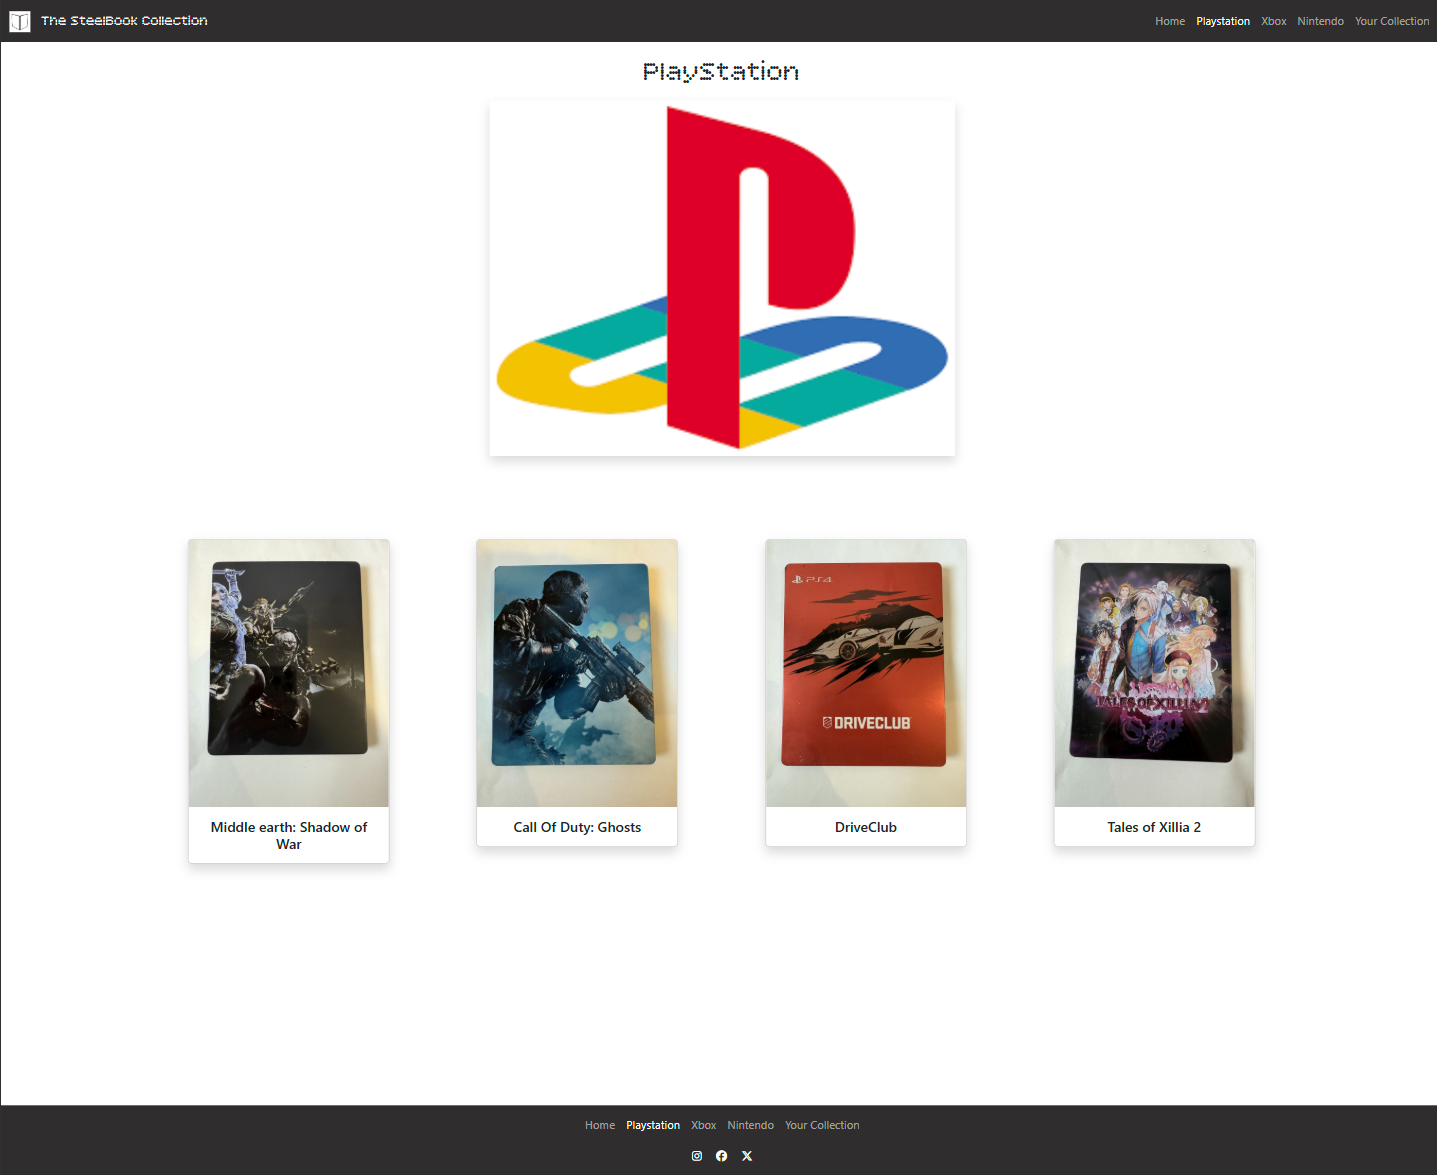 The SteelBook Collection
Home Playstation Xbox Nintendo Your Collection
PlayStation
PS4
DRIVECLUB
TALES OF XILLIA 2
Middle earth: Shadow of
War
Call Of Duty: Ghosts
DriveClub
Tales of Xillia 2
Home Playstation Xbox Nintendo Your Collection